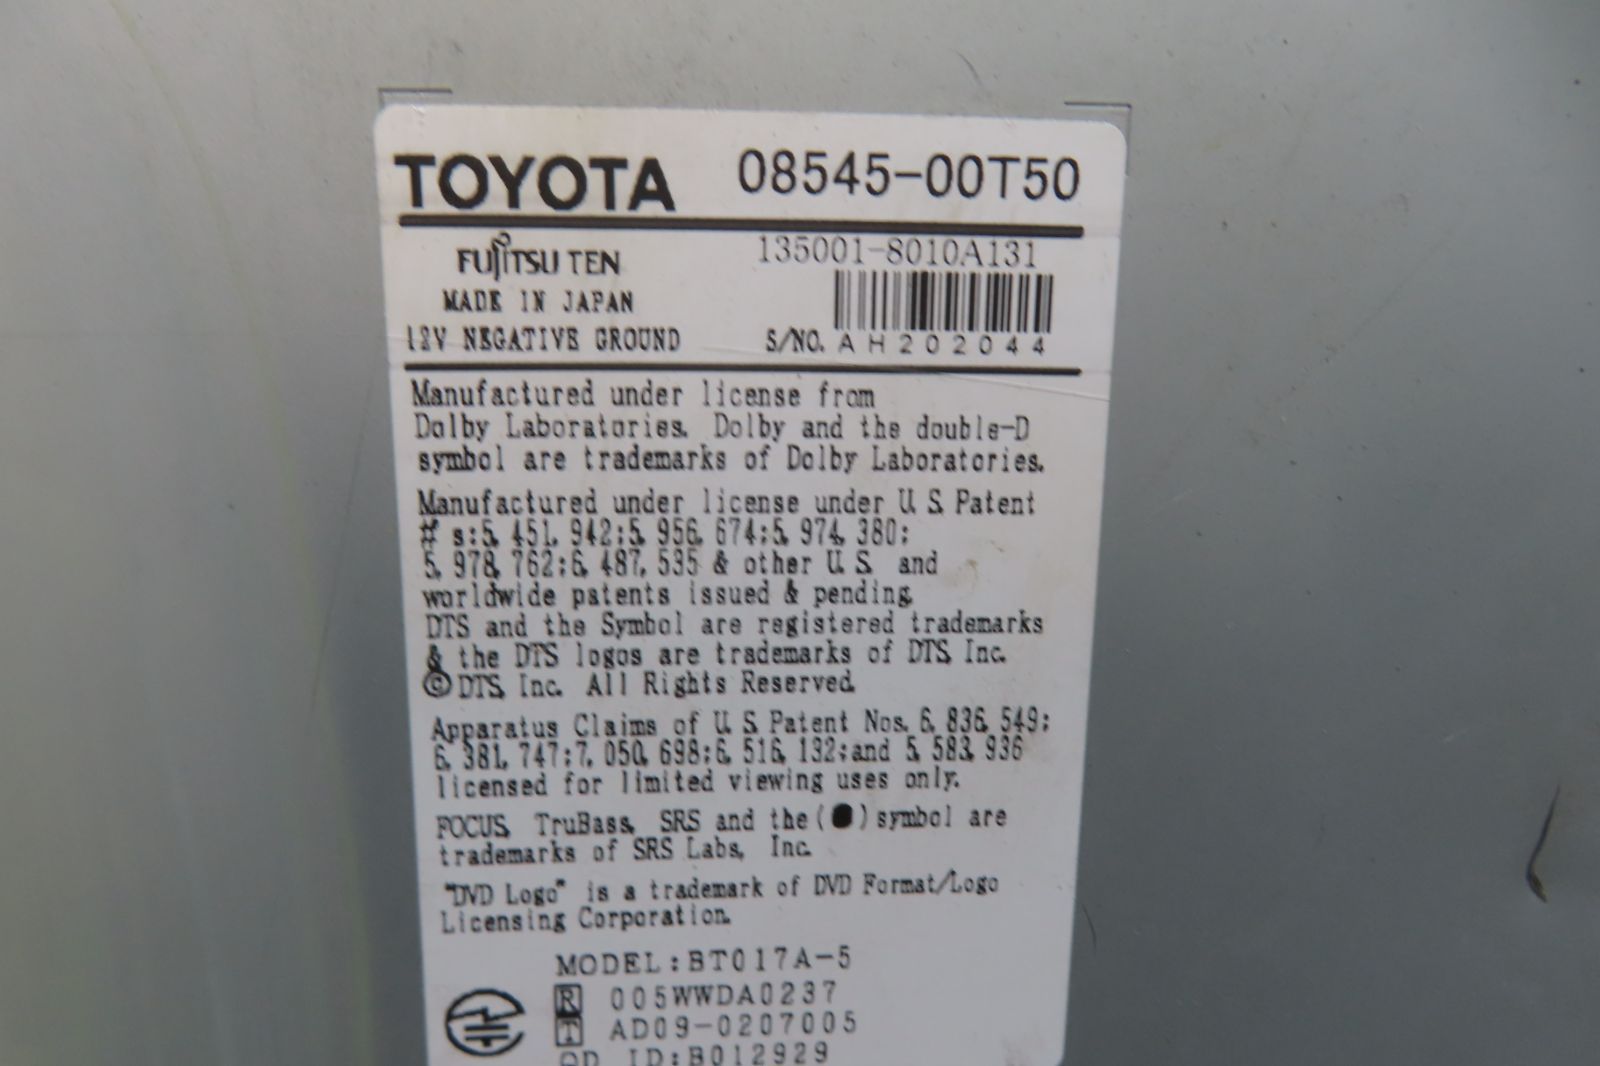 TOYOTA 08545-00T50
FUJITSU TEN 135001-8010A131
MADE IN JAPAN
12V NEGATIVE GROUND S/NO. AH202044
Manufactured under license from
Dolby Laboratories. Dolby and the double-D
symbol are trademarks of Dolby Laboratories.
Manufactured under license under U.S. Patent
# s:5,451,942;5,956,674;5,974,380;
5,978,762;6,487,535 & other U.S. and
worldwide patents issued & pending.
DTS and the Symbol are registered trademarks
& the DTS logos are trademarks of DTS, Inc.
© DTS, Inc. All Rights Reserved.
Apparatus Claims of U.S. Patent Nos. 6,836,549;
6,381,747;7,050,698;6,516,132;and 5,583,936
licensed for limited viewing uses only.
FOCUS, TruBass, SRS and the (●) symbol are
trademarks of SRS Labs, Inc.
"DVD Logo" is a trademark of DVD Format/Logo
Licensing Corporation.
MODEL:BT017A-5
R 005WWDA0237
T AD09-0207005
QD ID:B012929